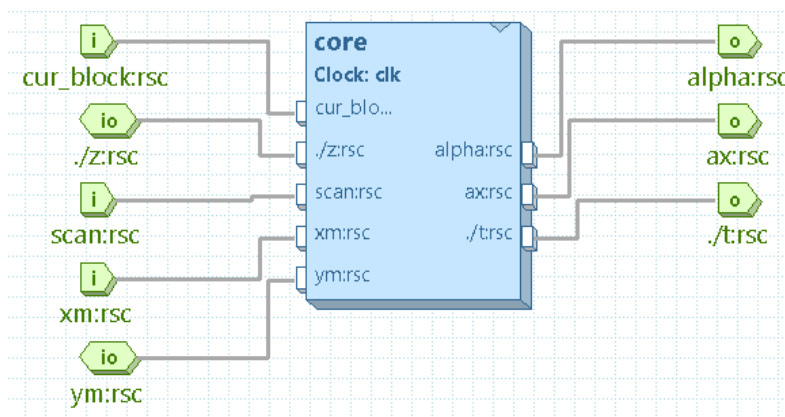 i
cur_block:rsc
io
./z:rsc
i
scan:rsc
i
xm:rsc
io
ym:rsc
core
Clock: clk
cur_blo...
./z:rsc
scan:rsc
xm:rsc
ym:rsc
alpha:rsc
ax:rsc
./t:rsc
o
alpha:rsc
o
ax:rsc
o
./t:rsc